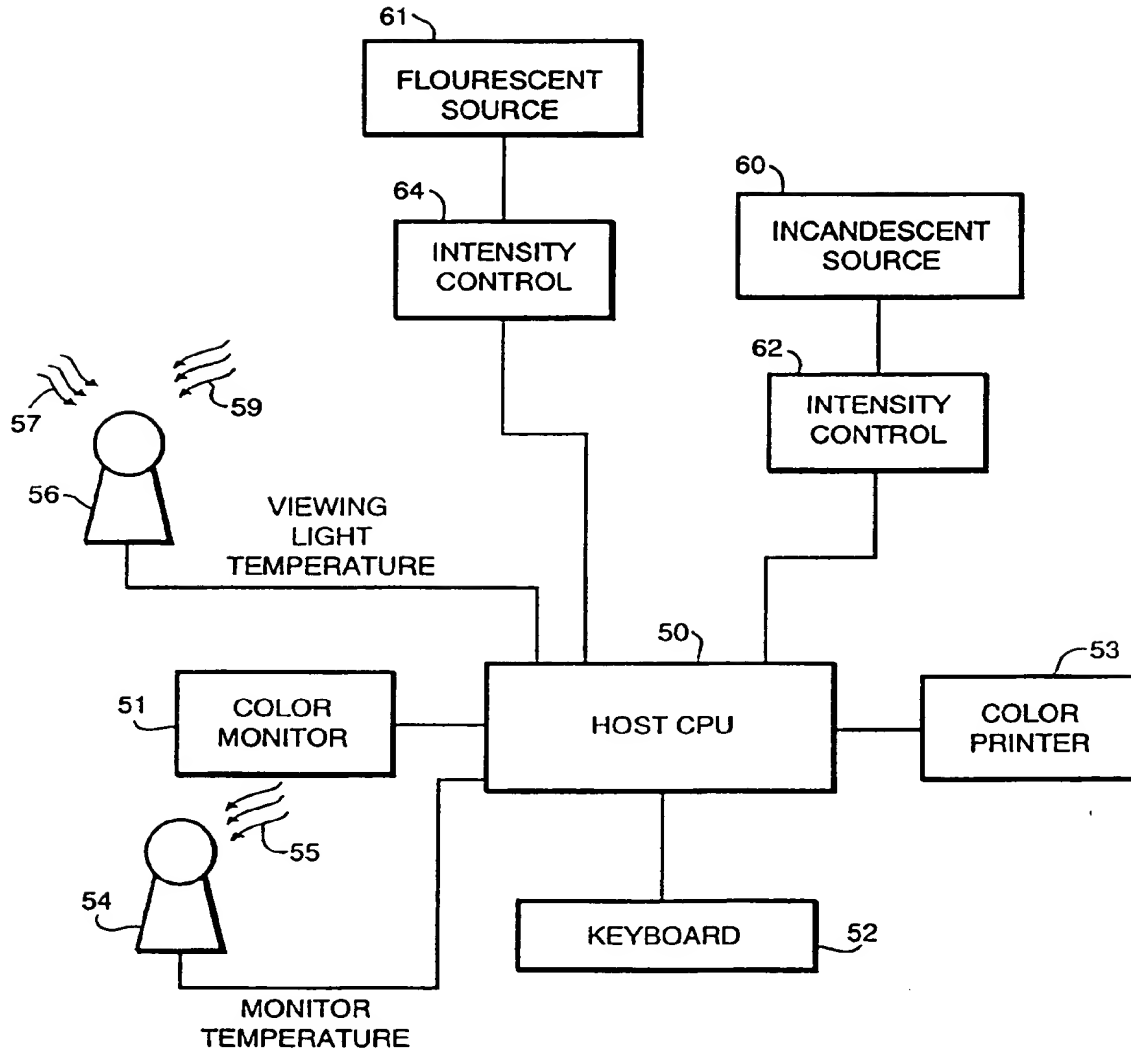 61
FLOURESCENT
SOURCE
60
64
INCANDESCENT
SOURCE
INTENSITY
CONTROL
62
INTENSITY
CONTROL
57
59
56
VIEWING
LIGHT
TEMPERATURE
50
53
51
COLOR
MONITOR
HOST CPU
COLOR
PRINTER
55
54
KEYBOARD
52
MONITOR
TEMPERATURE